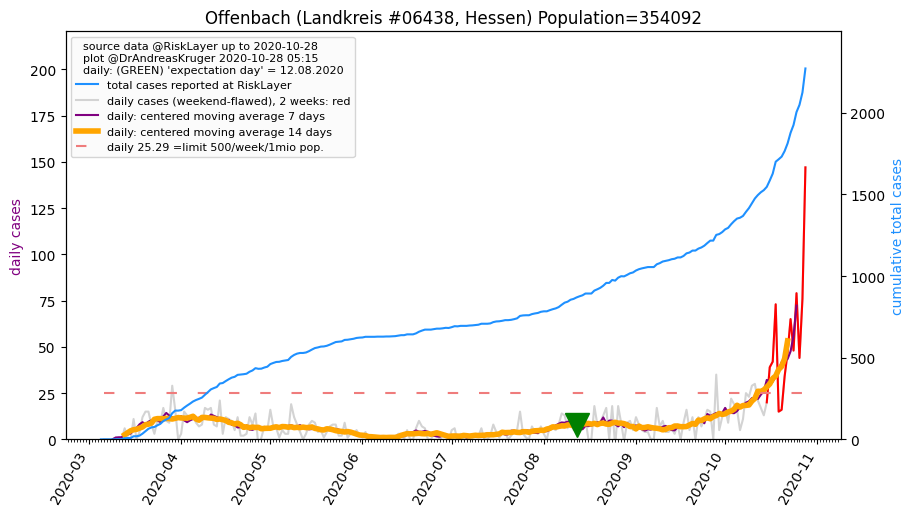 Offenbach (Landkreis #06438, Hessen) Population=354092
source data @RiskLayer up to 2020-10-28
plot @DrAndreasKruger 2020-10-28 05:15
daily: (GREEN) 'expectation day' = 12.08.2020
total cases reported at RiskLayer
daily cases (weekend-flawed), 2 weeks: red
daily: centered moving average 7 days
daily: centered moving average 14 days
daily 25.29 =limit 500/week/1mio pop.
daily cases
200
175
150
125
100
75
50
25
0
cumulative total cases
2000
1500
1000
500
0
2020-03
2020-04
2020-05
2020-06
2020-07
2020-08
2020-09
2020-10
2020-11